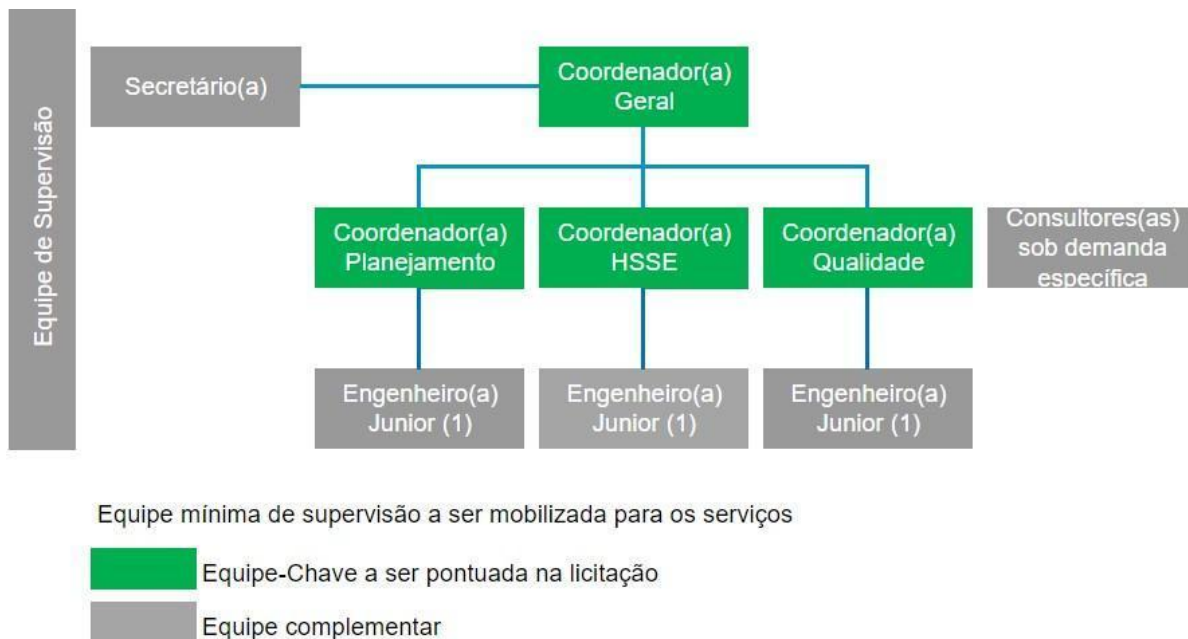 Equipe de Supervisão
Secretário(a)
Coordenador(a)
Geral
Coordenador(a)
Planejamento
Coordenador(a)
HSSE
Coordenador(a)
Qualidade
Consultores(as)
sob demanda
específica
Engenheiro(a)
Junior (1)
Engenheiro(a)
Junior (1)
Engenheiro(a)
Junior (1)
Equipe mínima de supervisão a ser mobilizada para os serviços
Equipe-Chave a ser pontuada na licitação
Equipe complementar